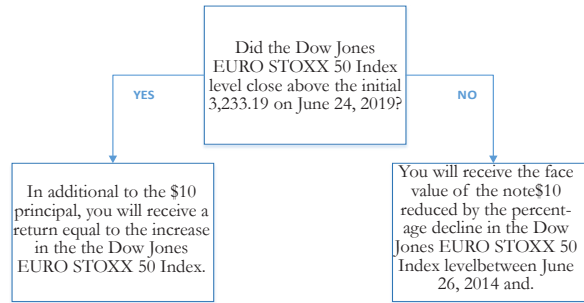 Did the Dow Jones
EURO STOXX 50 Index
level close above the initial
3,233.19 on June 24, 2019?
YES
NO
In additional to the $10
principal, you will receive a
return equal to the increase
in the the Dow Jones
EURO STOXX 50 Index.
You will receive the face
value of the note$10
reduced by the percent-
age decline in the Dow
Jones EURO STOXX 50
Index levelbetween June
26, 2014 and.